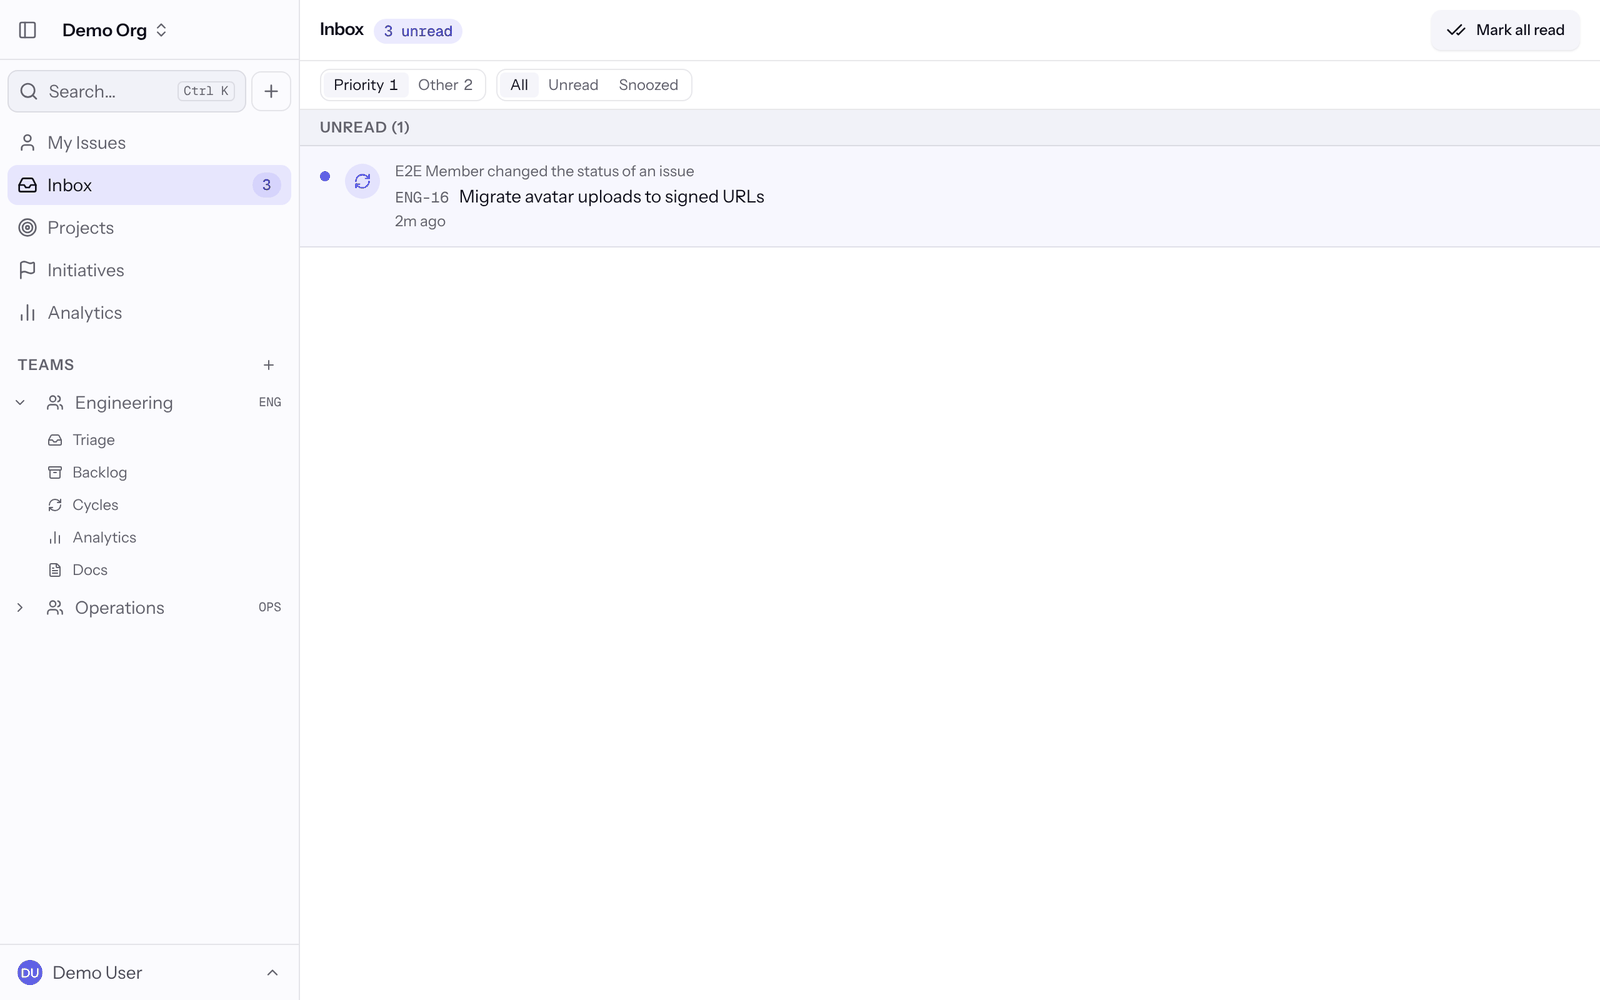 Demo Org
Search...
Ctrl K
My Issues
Inbox
3
Projects
Initiatives
Analytics
TEAMS
Engineering
ENG
Triage
Backlog
Cycles
Analytics
Docs
Operations
OPS
DU
Demo User
Inbox
3 unread
Mark all read
Priority 1
Other 2
All
Unread
Snoozed
UNREAD (1)
E2E Member changed the status of an issue
ENG-16 Migrate avatar uploads to signed URLs
2m ago